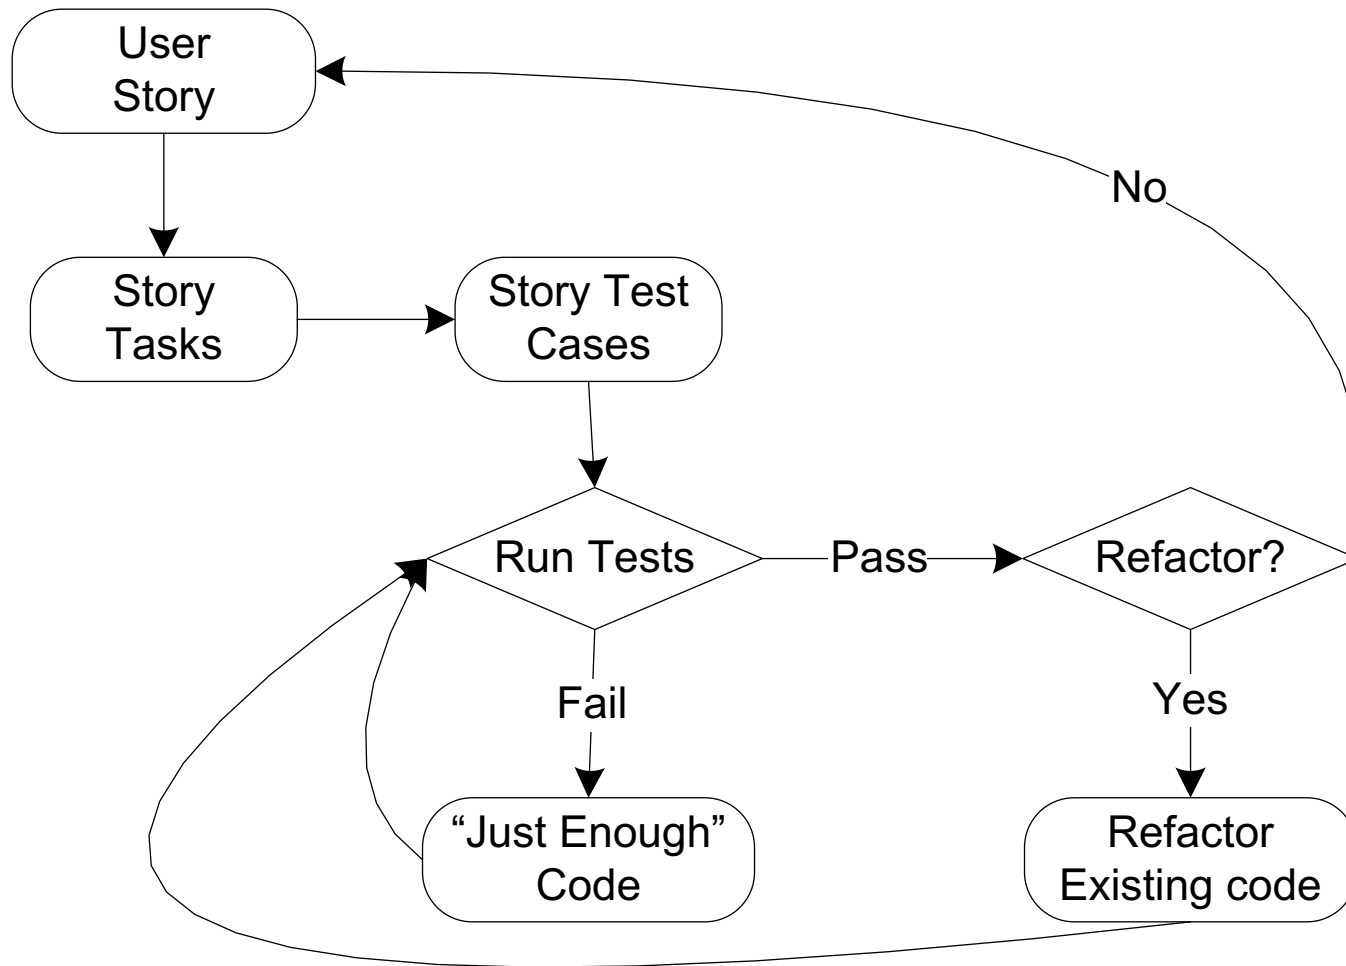 User
Story
No
Story
Tasks
Story Test
Cases
Run Tests
Pass
Refactor?
Fail
Yes
“Just Enough”
Code
Refactor
Existing code